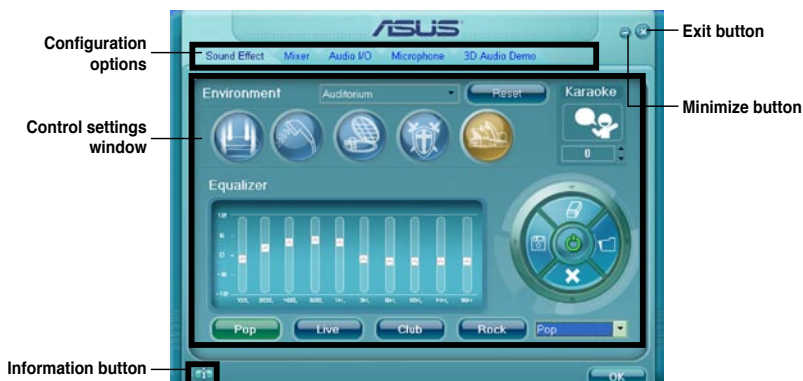 ASUS
Configuration options
Exit button
Sound Effect Mixer Audio I/O Microphone 3D Audio Demo
Minimize button
Environment Auditorium Reset Karaoke
Control settings window
0
Equalizer
Pop Live Club Rock Pop
Information button
OK